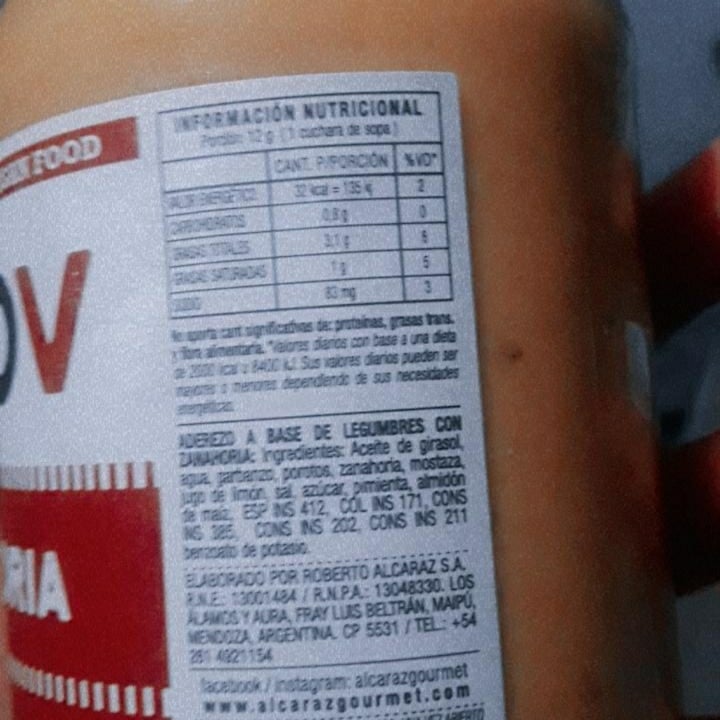 FOOD
V
RIA
INFORMACIÓN NUTRICIONAL
Porción: 12 g (1 cuchara de sopa)
CANT. P/PORCIÓN %VD*
VALOR ENERGÉTICO 32 kcal = 135 kj 2
CARBOHIDRATOS 0,8 g 0
GRASAS TOTALES 3,1 g 6
GRASAS SATURADAS 1 g 5
SODIO 83 mg 3
No aporta cant significativas de: proteínas, grasas trans.
y fibra alimentaria. *Valores diarios con base a una dieta
de 2000 kcal u 8400 KJ. Sus valores diarios pueden ser
mayores o menores dependiendo de sus necesidades
energéticas.
ADEREZO A BASE DE LEGUMBRES CON
ZANAHORIA: Ingredientes: Aceite de girasol,
agua, garbanzo, porotos, zanahoria, mostaza,
jugo de limón, sal, azúcar, pimienta, almidón
de maíz, ESP INS 412, COL INS 171, CONS
INS 385, CONS INS 202, CONS INS 211
benzoato de potasio.
ELABORADO POR ROBERTO ALCARAZ S.A.
R.N.E.: 13001484 / R.N.P.A.: 13048330. LOS
ÁLAMOS Y AURA, FRAY LUIS BELTRÁN, MAIPÚ,
MENDOZA, ARGENTINA. CP 5531 / TEL.: +54
261 4921154
facebook / instagram: alcarazgourmet
www.alcarazgourmet.com